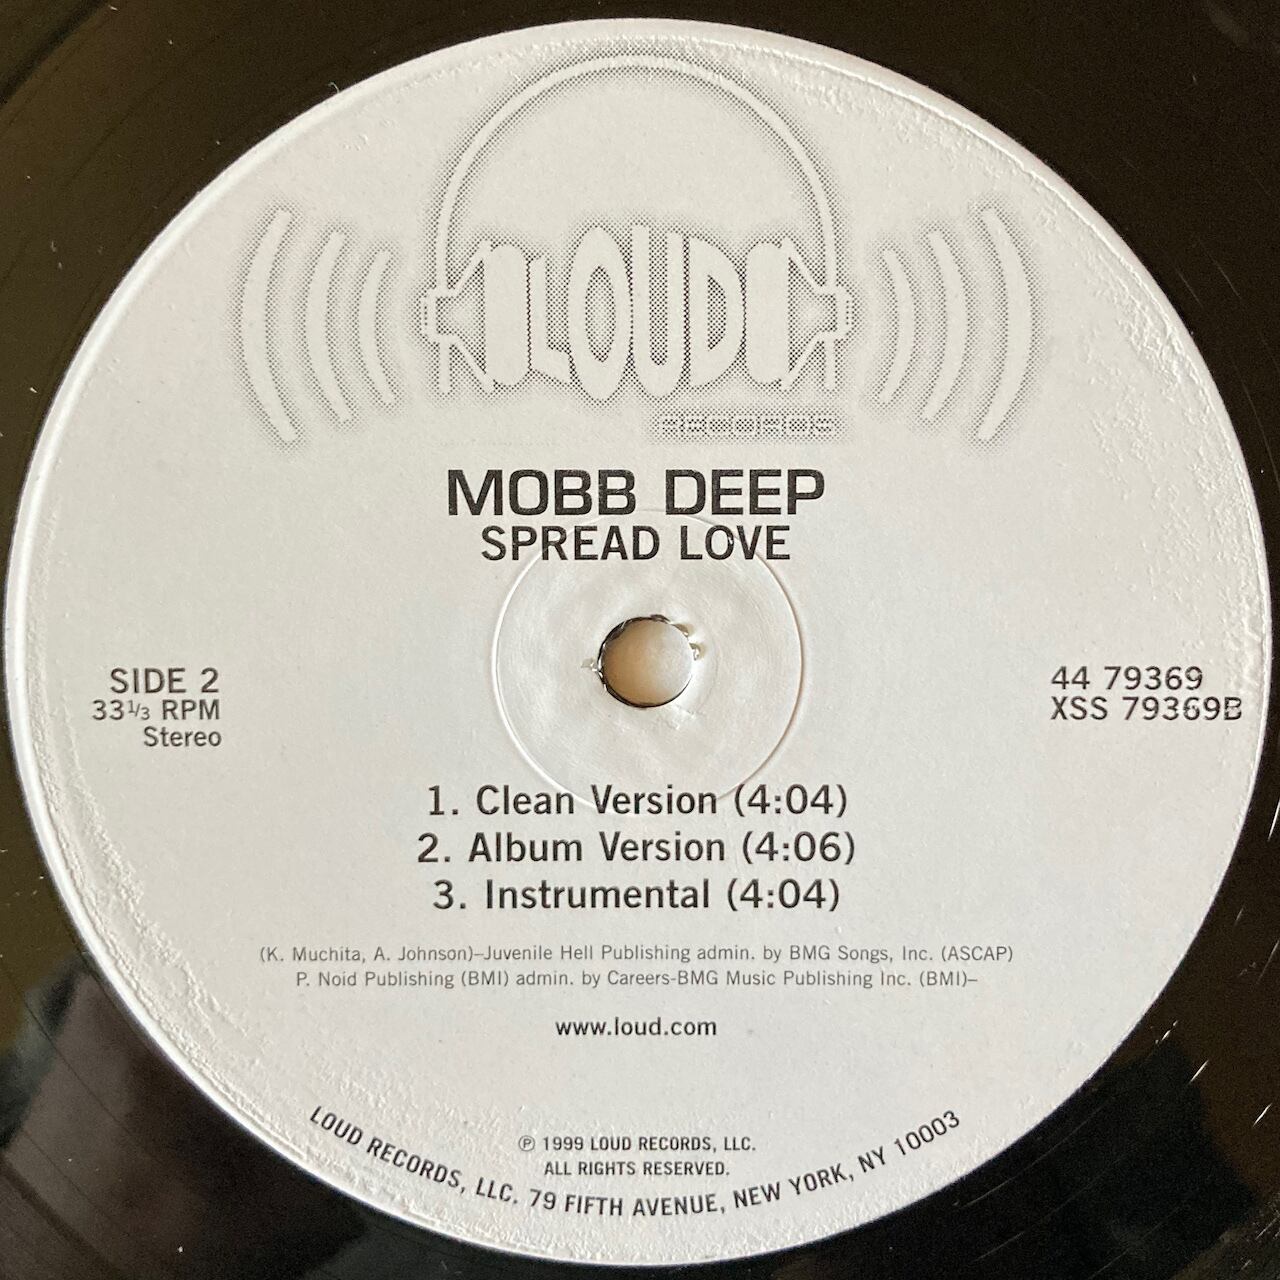 LOUD
RECORDS
MOBB DEEP
SPREAD LOVE
SIDE 2
33⅓ RPM
Stereo
44 79369
XSS 79369B
1. Clean Version (4:04)
2. Album Version (4:06)
3. Instrumental (4:04)
(K. Muchita, A. Johnson)–Juvenile Hell Publishing admin. by BMG Songs, Inc. (ASCAP)
P. Noid Publishing (BMI) admin. by Careers-BMG Music Publishing Inc. (BMI)–
www.loud.com
℗ 1999 LOUD RECORDS, LLC.
ALL RIGHTS RESERVED.
LOUD RECORDS, LLC. 79 FIFTH AVENUE, NEW YORK, NY 10003